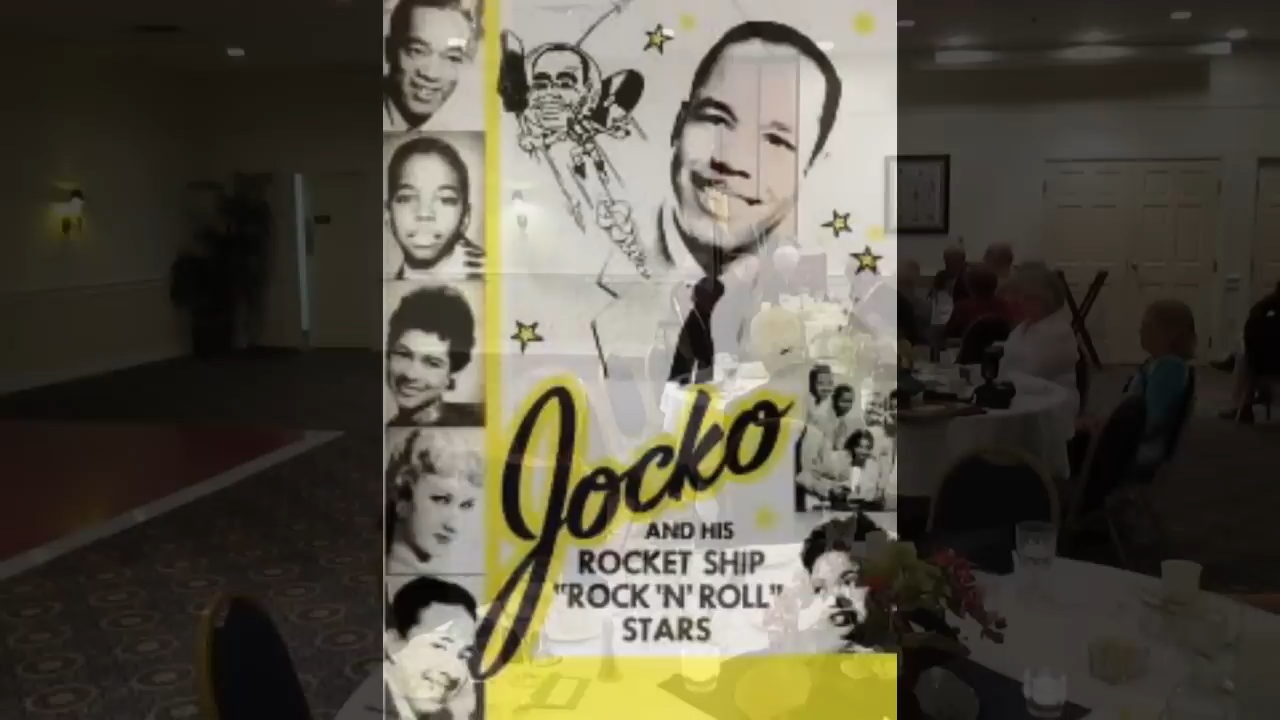 Jocko
AND HIS
ROCKET SHIP
"ROCK 'N' ROLL"
STARS